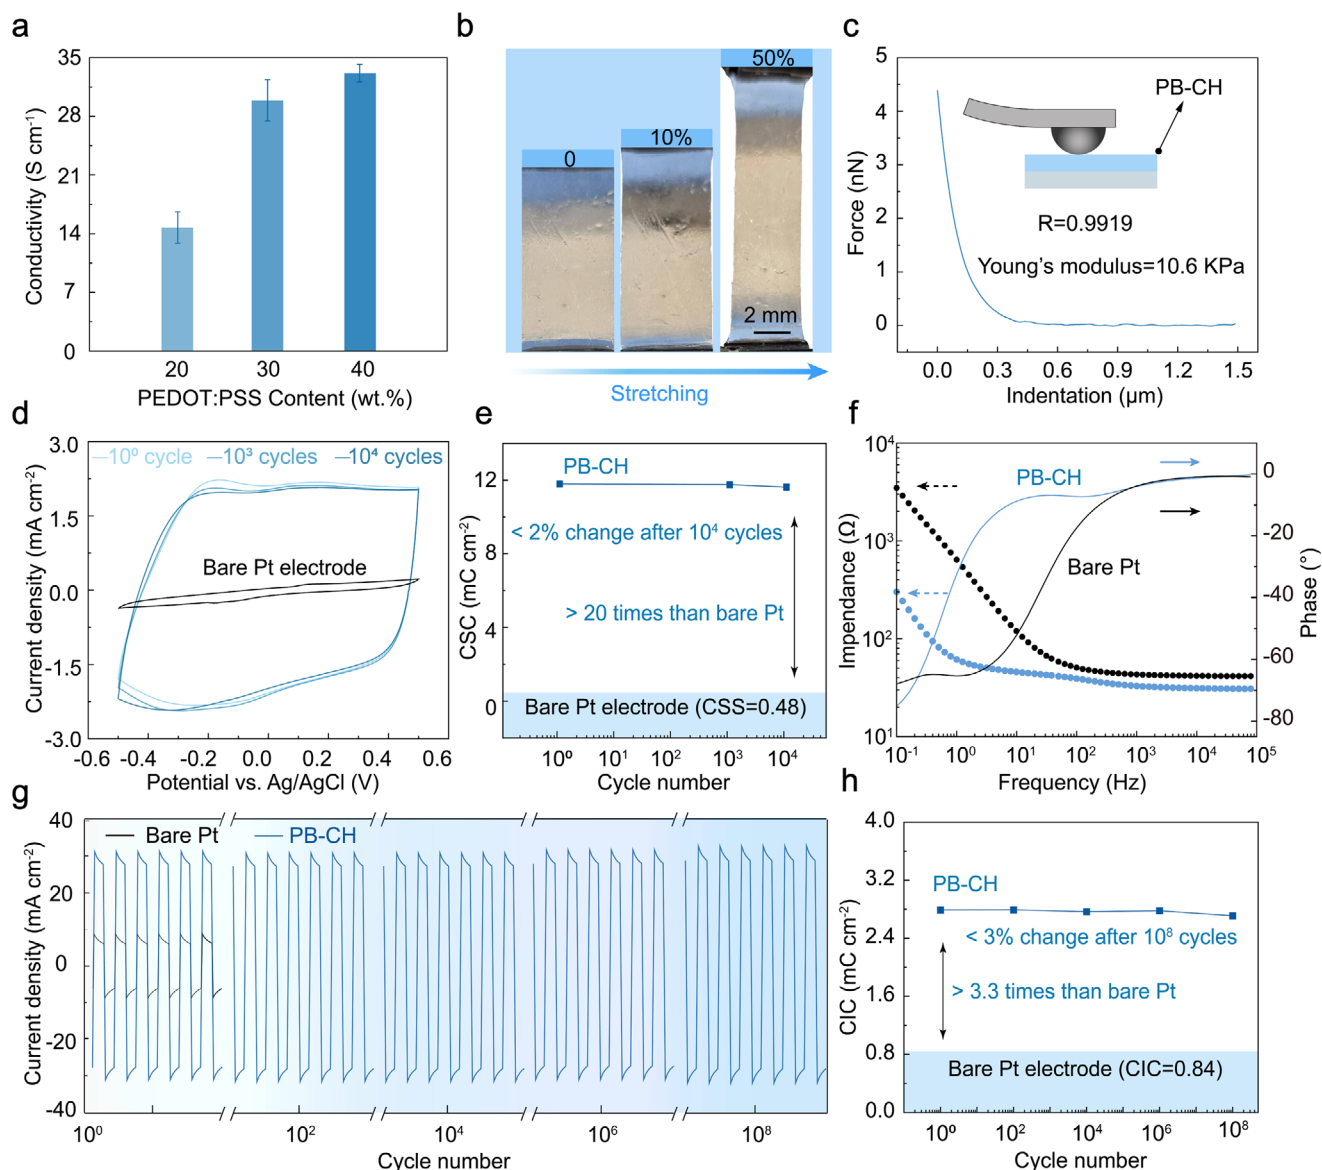 a
35
28
21
14
7
0
Conductivity (S cm⁻¹)
20 30 40
PEDOT:PSS Content (wt.%)
b
0
10%
50%
2 mm
Stretching
c
5
4
3
2
1
0
Force (nN)
PB-CH
R=0.9919
Young's modulus=10.6 KPa
0.0 0.3 0.6 0.9 1.2 1.5
Indentation (μm)
d
3.0
1.5
0.0
-1.5
-3.0
Current density (mA cm⁻²)
10⁰ cycle 10³ cycles 10⁴ cycles
Bare Pt electrode
-0.6 -0.4 -0.2 0.0 0.2 0.4 0.6
Potential vs. Ag/AgCl (V)
e
12
8
4
0
CSC (mC cm⁻²)
PB-CH
< 2% change after 10⁴ cycles
> 20 times than bare Pt
Bare Pt electrode (CSS=0.48)
10⁰ 10¹ 10² 10³ 10⁴
Cycle number
f
10⁴
10³
10²
10¹
Impendance (Ω)
PB-CH
Bare Pt
0
-20
-40
-60
-80
Phase (°)
10⁻¹ 10⁰ 10¹ 10² 10³ 10⁴ 10⁵
Frequency (Hz)
g
40
20
0
-20
-40
Current density (mA cm⁻²)
Bare Pt PB-CH
10⁰ 10² 10⁴ 10⁶ 10⁸
Cycle number
h
4.0
3.2
2.4
1.6
0.8
0.0
CIC (mC cm⁻²)
PB-CH
< 3% change after 10⁸ cycles
> 3.3 times than bare Pt
Bare Pt electrode (CIC=0.84)
10⁰ 10² 10⁴ 10⁶ 10⁸
Cycle number